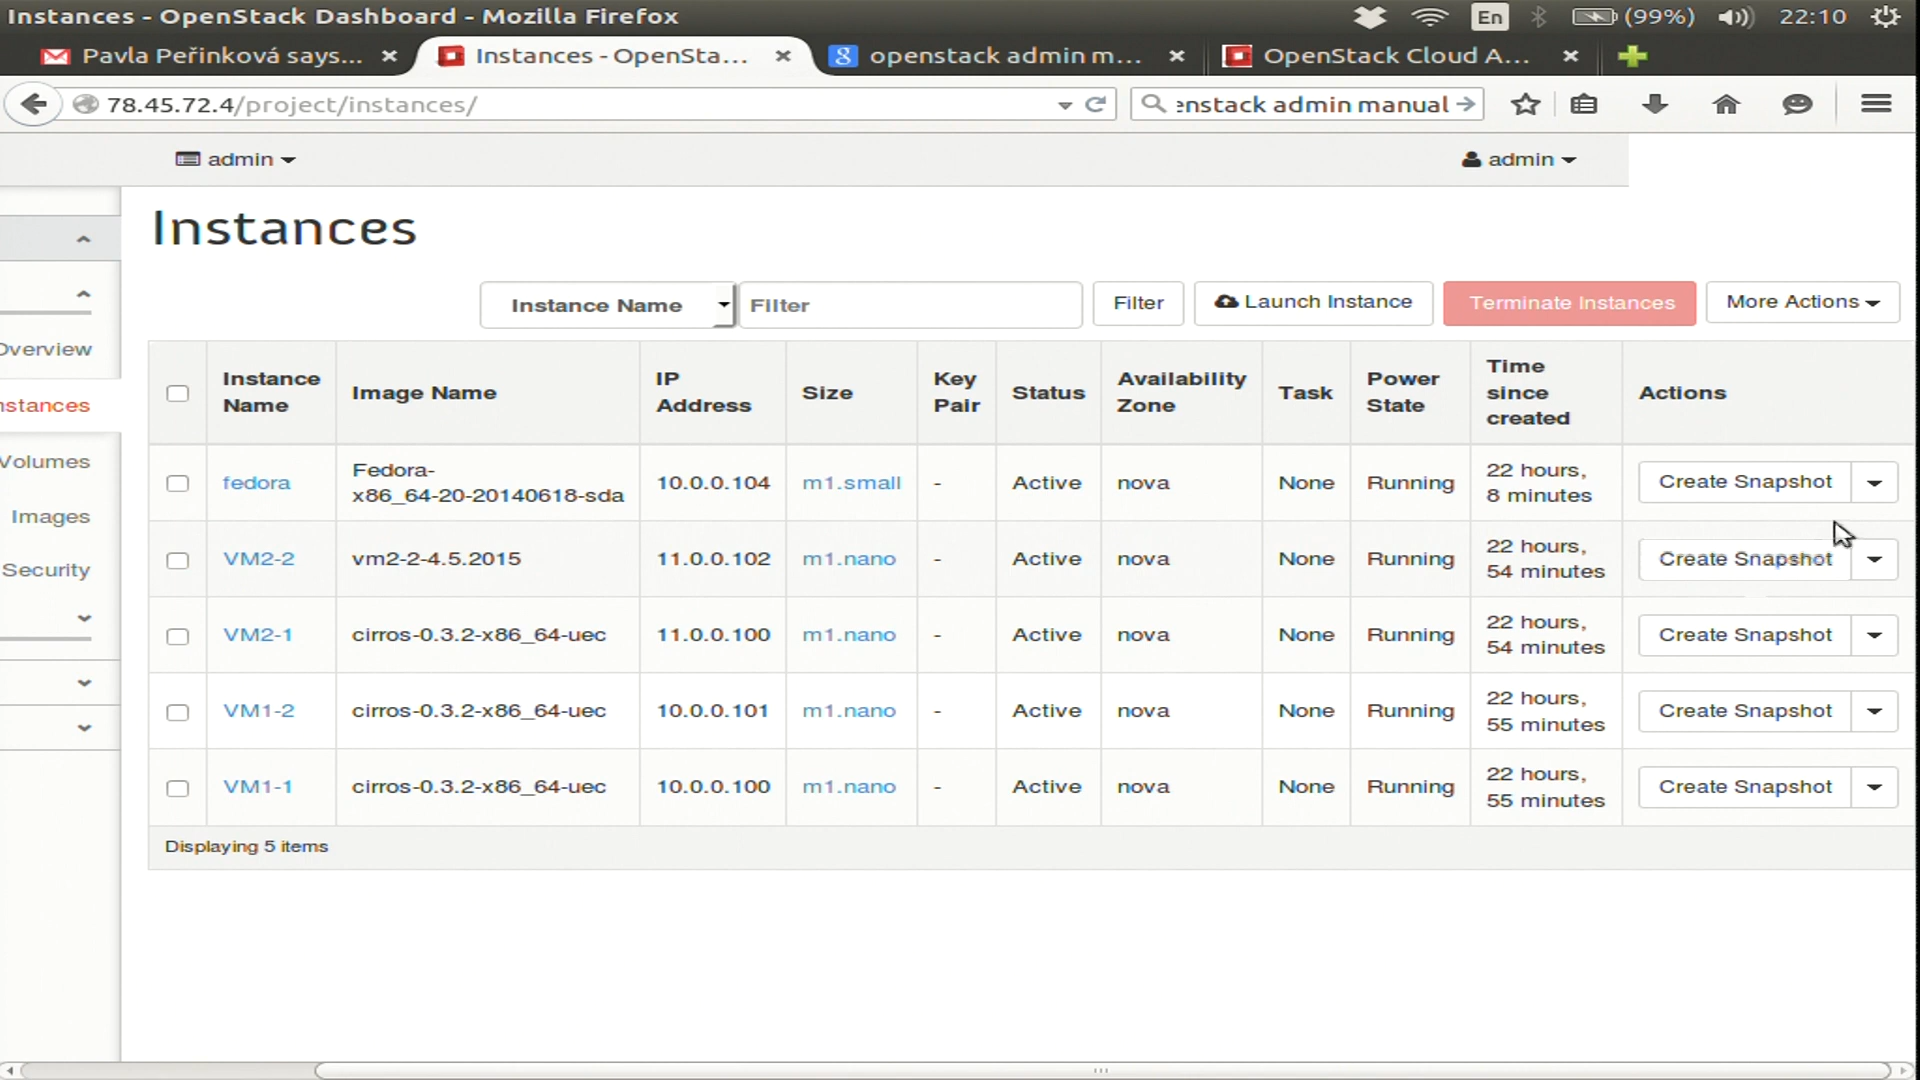 Instances - OpenStack Dashboard - Mozilla Firefox
En
(99%)
22:10
Pavla Peřinková says...
Instances - OpenSta...
openstack admin m...
OpenStack Cloud A...
78.45.72.4/project/instances/
enstack admin manual
admin
admin
Instances
Instance Name
Filter
Filter
Launch Instance
Terminate Instances
More Actions
Overview
nstances
Volumes
Images
Security
Instance Name
Image Name
IP Address
Size
Key Pair
Status
Availability Zone
Task
Power State
Time since created
Actions
fedora
Fedora-
x86_64-20-20140618-sda
10.0.0.104
m1.small
-
Active
nova
None
Running
22 hours, 8 minutes
Create Snapshot
VM2-2
vm2-2-4.5.2015
11.0.0.102
m1.nano
-
Active
nova
None
Running
22 hours, 54 minutes
Create Snapshot
VM2-1
cirros-0.3.2-x86_64-uec
11.0.0.100
m1.nano
-
Active
nova
None
Running
22 hours, 54 minutes
Create Snapshot
VM1-2
cirros-0.3.2-x86_64-uec
10.0.0.101
m1.nano
-
Active
nova
None
Running
22 hours, 55 minutes
Create Snapshot
VM1-1
cirros-0.3.2-x86_64-uec
10.0.0.100
m1.nano
-
Active
nova
None
Running
22 hours, 55 minutes
Create Snapshot
Displaying 5 items